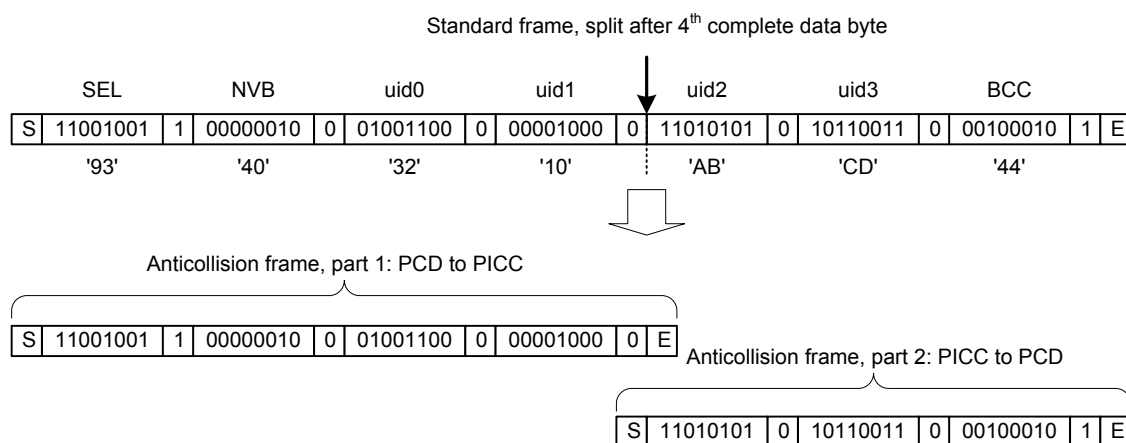 Standard frame, split after 4th complete data byte
SEL NVB uid0 uid1 uid2 uid3 BCC
S 11001001 1 00000010 0 01001100 0 00001000 0 11010101 0 10110011 0 00100010 1 E
'93' '40' '32' '10' 'AB' 'CD' '44'
Anticollision frame, part 1: PCD to PICC
S 11001001 1 00000010 0 01001100 0 00001000 0 E
Anticollision frame, part 2: PICC to PCD
S 11010101 0 10110011 0 00100010 1 E